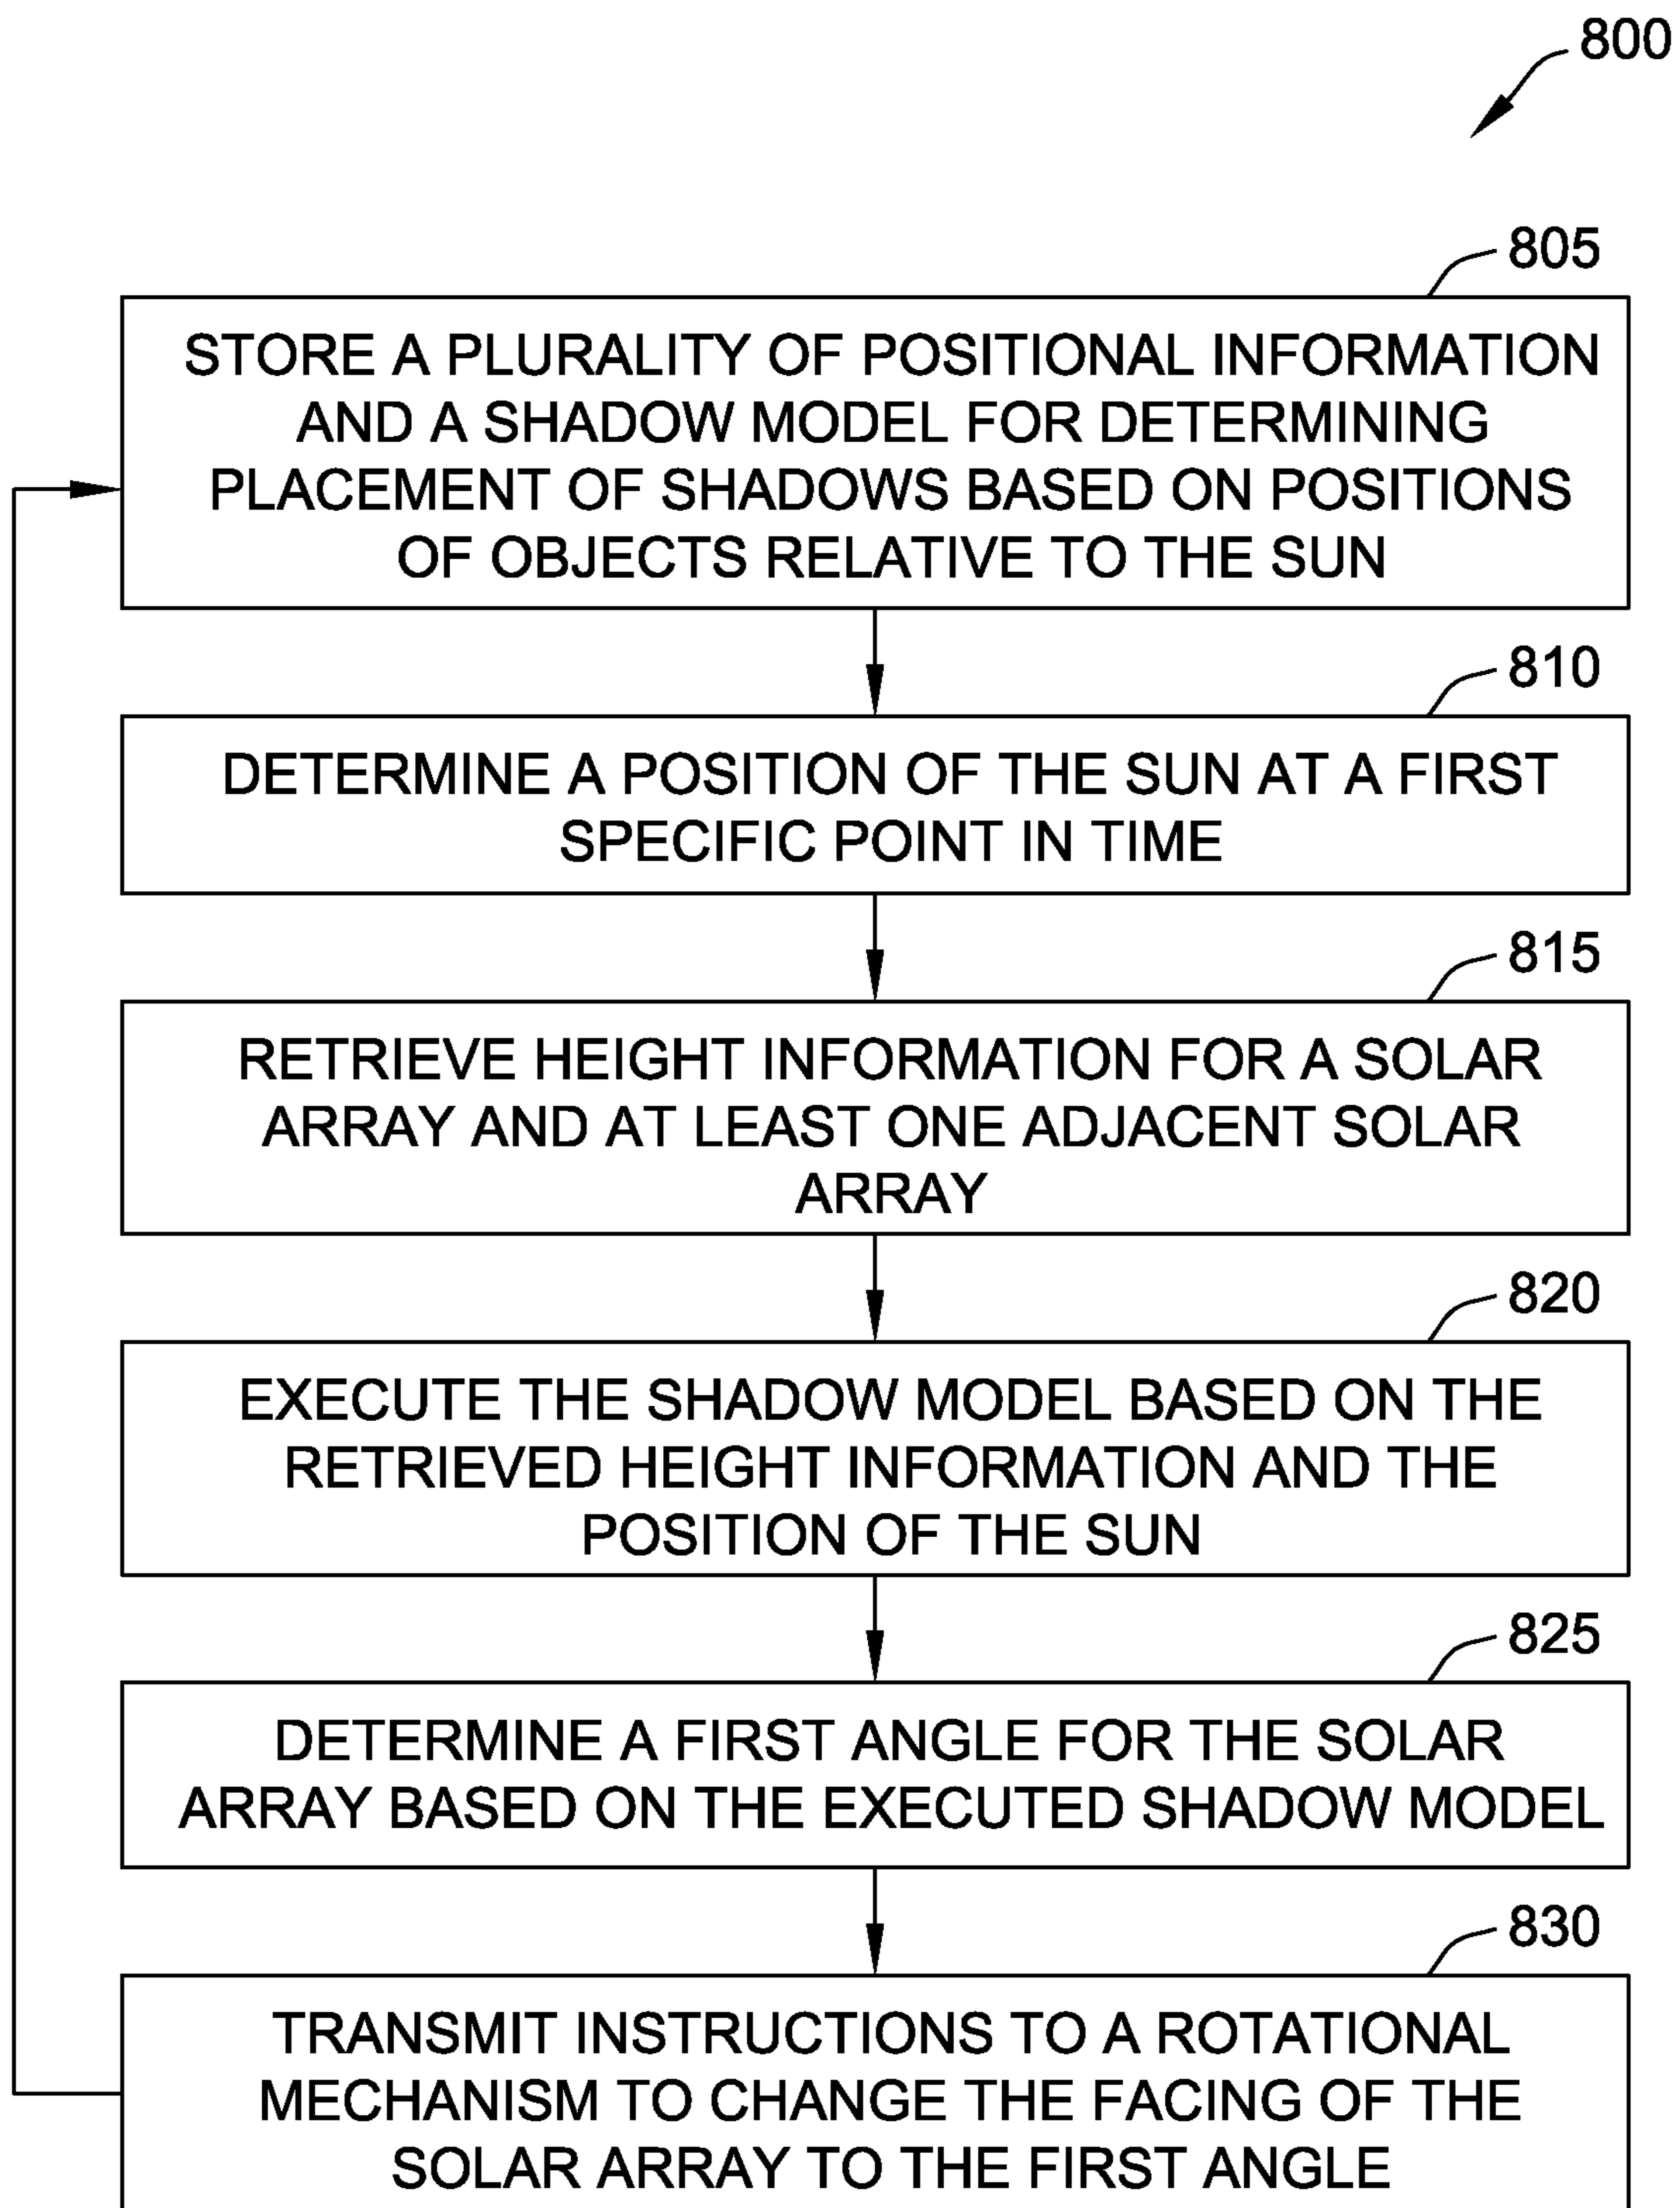 800
805
STORE A PLURALITY OF POSITIONAL INFORMATION
AND A SHADOW MODEL FOR DETERMINING
PLACEMENT OF SHADOWS BASED ON POSITIONS
OF OBJECTS RELATIVE TO THE SUN
810
DETERMINE A POSITION OF THE SUN AT A FIRST
SPECIFIC POINT IN TIME
815
RETRIEVE HEIGHT INFORMATION FOR A SOLAR
ARRAY AND AT LEAST ONE ADJACENT SOLAR
ARRAY
820
EXECUTE THE SHADOW MODEL BASED ON THE
RETRIEVED HEIGHT INFORMATION AND THE
POSITION OF THE SUN
825
DETERMINE A FIRST ANGLE FOR THE SOLAR
ARRAY BASED ON THE EXECUTED SHADOW MODEL
830
TRANSMIT INSTRUCTIONS TO A ROTATIONAL
MECHANISM TO CHANGE THE FACING OF THE
SOLAR ARRAY TO THE FIRST ANGLE